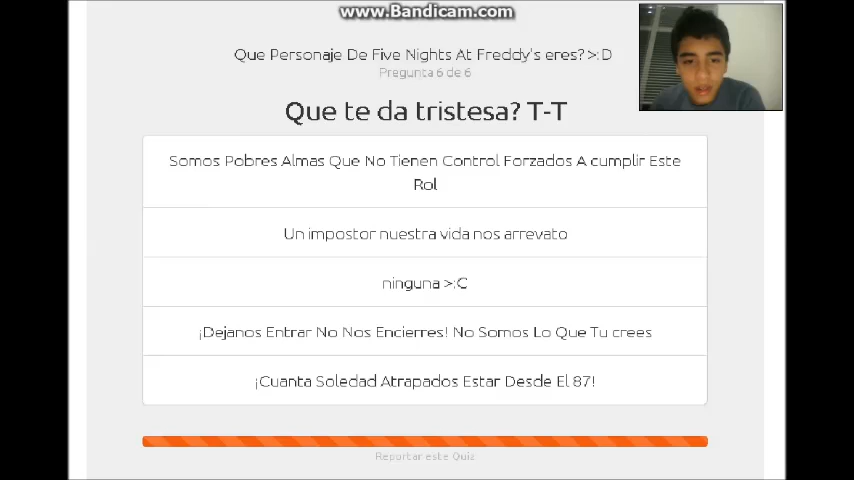 www.Bandicam.com
Que Personaje De Five Nights At Freddy's eres? >:D
Pregunta 6 de 6
Que te da tristesa? T-T
Somos Pobres Almas Que No Tienen Control Forzados A cumplir Este
Rol
Un impostor nuestra vida nos arrevato
ninguna >:C
¡Dejanos Entrar No Nos Encierres! No Somos Lo Que Tu crees
¡Cuanta Soledad Atrapados Estar Desde El 87!
Reportar este Quiz